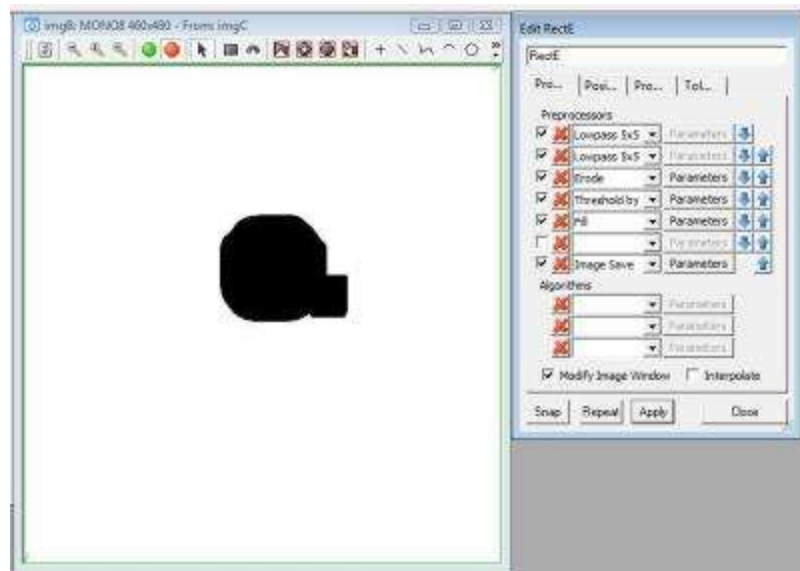 imgB: MONO8 460x480 - From: imgC
Edit RectE
RectE
Pro... Posi... Pro... Tol...
Preprocessors
Lowpass 5x5 Parameters
Lowpass 5x5 Parameters
Erode Parameters
Threshold by Parameters
Fill Parameters
Parameters
Image Save Parameters
Algorithms
Parameters
Parameters
Parameters
Modify Image Window Interpolate
Snap Repeat Apply Close